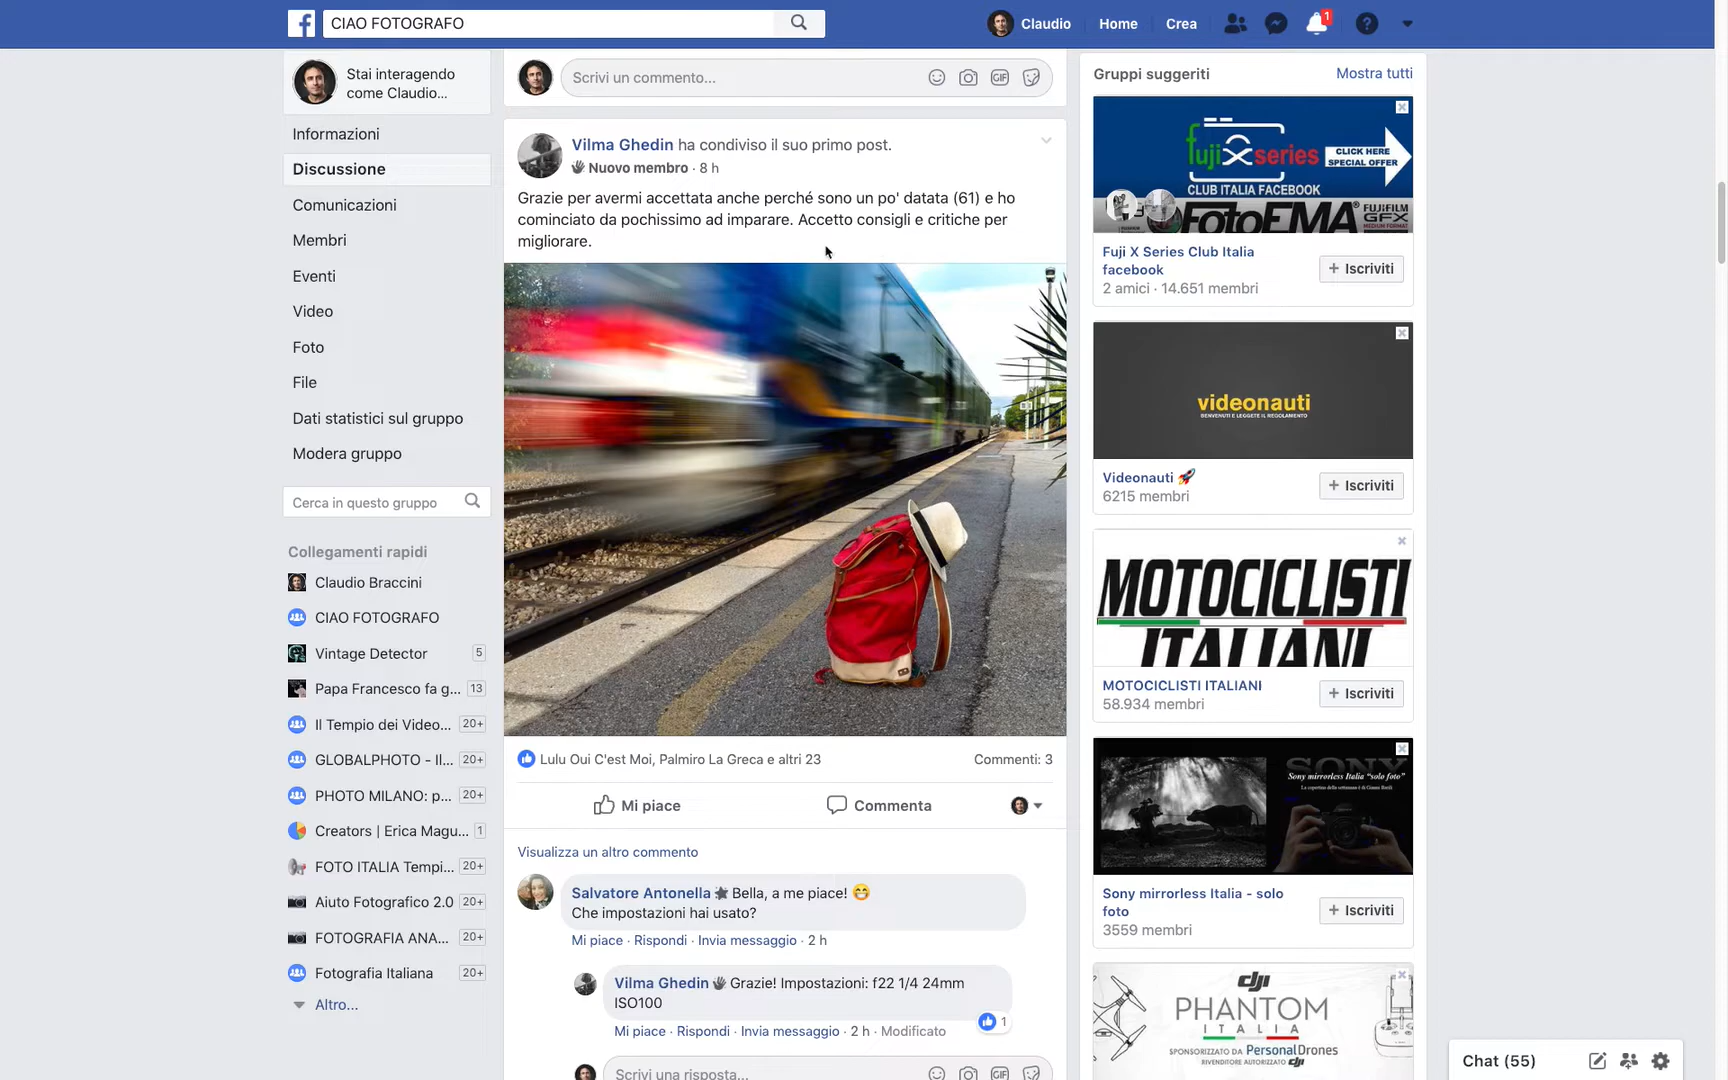 CIAO FOTOGRAFO
Claudio
Home
Crea
1
Stai interagendo
come Claudio...
Informazioni
Discussione
Comunicazioni
Membri
Eventi
Video
Foto
File
Dati statistici sul gruppo
Modera gruppo
Cerca in questo gruppo
Collegamenti rapidi
Claudio Braccini
CIAO FOTOGRAFO
Vintage Detector 5
Papa Francesco fa g... 13
Il Tempio dei Video... 20+
GLOBALPHOTO - Il... 20+
PHOTO MILANO: p... 20+
Creators | Erica Magu... 1
FOTO ITALIA Tempi... 20+
Aiuto Fotografico 2.0 20+
FOTOGRAFIA ANA... 20+
Fotografia Italiana 20+
Altro...
Scrivi un commento...
GIF
Vilma Ghedin ha condiviso il suo primo post.
Nuovo membro · 8 h
Grazie per avermi accettata anche perché sono un po' datata (61) e ho
cominciato da pochissimo ad imparare. Accetto consigli e critiche per
migliorare.
Lulu Oui C'est Moi, Palmiro La Greca e altri 23
Commenti: 3
Mi piace
Commenta
Visualizza un altro commento
Salvatore Antonella Bella, a me piace!
Che impostazioni hai usato?
Mi piace · Rispondi · Invia messaggio · 2 h
Vilma Ghedin Grazie! Impostazioni: f22 1/4 24mm
ISO100
1
Mi piace · Rispondi · Invia messaggio · 2 h · Modificato
Scrivi una risposta...
GIF
Gruppi suggeriti
Mostra tutti
fuji X series
CLICK HERE
SPECIAL OFFER
CLUB ITALIA FACEBOOK
FotoEMA
FUJIFILM
GFX
MEDIUM FORMAT
Fuji X Series Club Italia
facebook
2 amici · 14.651 membri
+ Iscriviti
videonauti
BENVENUTI E LEGGETE IL REGOLAMENTO
Videonauti
6215 membri
+ Iscriviti
MOTOCICLISTI
ITALIANI
MOTOCICLISTI ITALIANI
58.934 membri
+ Iscriviti
SONY
Sony mirrorless Italia "solo foto"
Sony mirrorless Italia - solo
foto
3559 membri
+ Iscriviti
dji
PHANTOM
ITALIA
SPONSORIZZATO DA PersonalDrones
RIVENDITORE AUTORIZZATO dji
Chat (55)